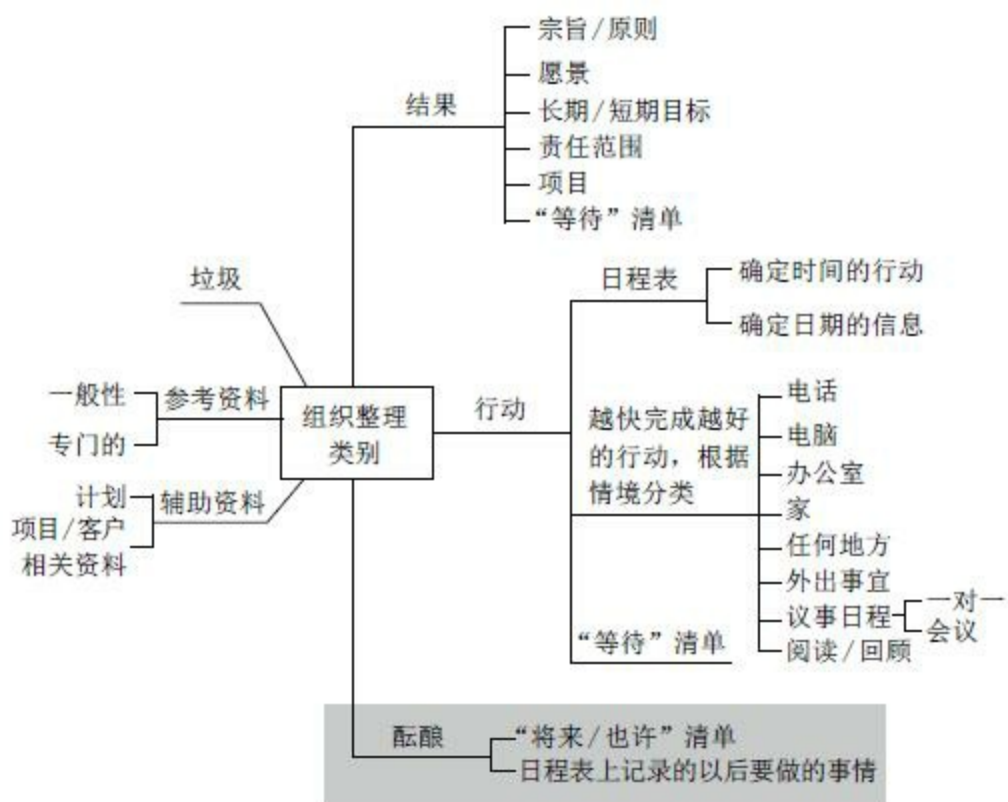 结果
宗旨/原则
愿景
长期/短期目标
责任范围
项目
“等待”清单
垃圾
参考资料
一般性
专门的
组织整理
类别
辅助资料
计划
项目/客户
相关资料
行动
日程表
确定时间的行动
确定日期的信息
越快完成越好
的行动，根据
情境分类
电话
电脑
办公室
家
任何地方
外出事宜
议事日程
一对一
会议
阅读/回顾
“等待”清单
酝酿
“将来/也许”清单
日程表上记录的以后要做的事情